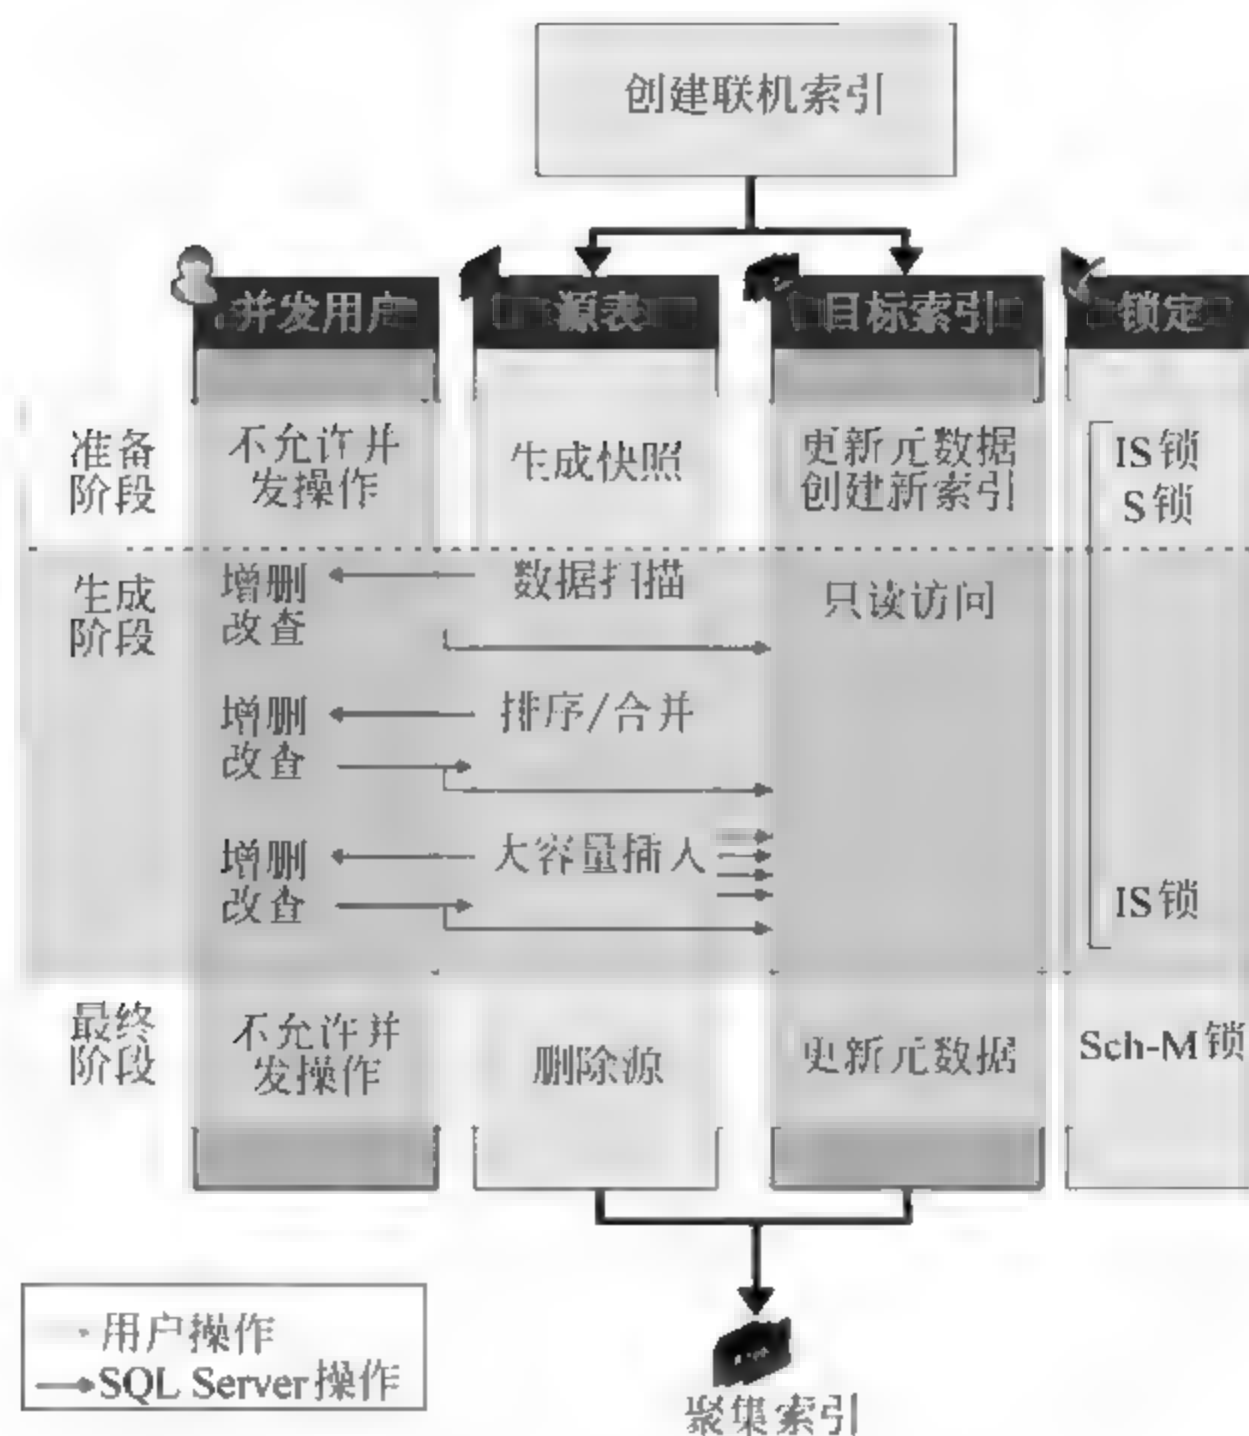 创建联机索引
并发用户
源表
目标索引
锁定
准备
阶段
不允许并
发操作
生成快照
更新元数据
创建新索引
IS锁
S锁
生成
阶段
增删
改查
数据扫描
只读访问
增删
改查
排序/合并
增删
改查
大容量插入
IS锁
最终
阶段
不允许并
发操作
删除源
更新元数据
Sch-M锁
用户操作
SQL Server操作
聚集索引